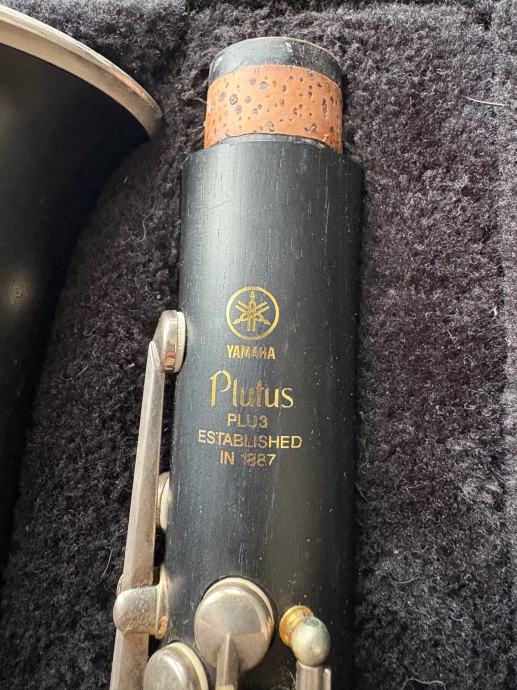 YAMAHA
Plutus
PLU3
ESTABLISHED
IN 1887